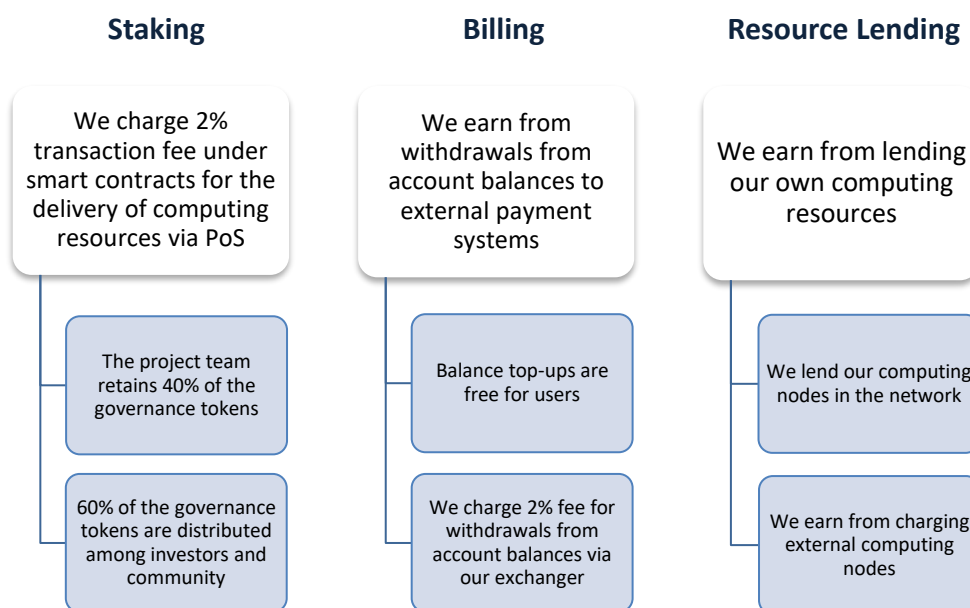 Staking
We charge 2%
transaction fee under
smart contracts for the
delivery of computing
resources via PoS
The project team
retains 40% of the
governance tokens
60% of the governance
tokens are distributed
among investors and
community
Billing
We earn from
withdrawals from
account balances to
external payment
systems
Balance top-ups are
free for users
We charge 2% fee for
withdrawals from
account balances via
our exchanger
Resource Lending
We earn from lending
our own computing
resources
We lend our computing
nodes in the network
We earn from charging
external computing
nodes